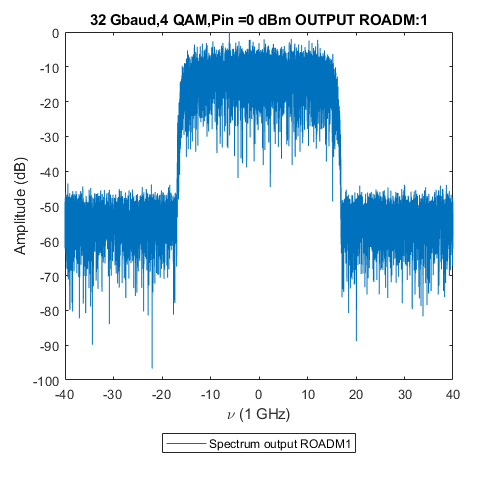 32 Gbaud,4 QAM,Pin =0 dBm OUTPUT ROADM:1
0
-10
-20
-30
-40
-50
-60
-70
-80
-90
-100
Amplitude (dB)
-40 -30 -20 -10 0 10 20 30 40
ν (1 GHz)
Spectrum output ROADM1